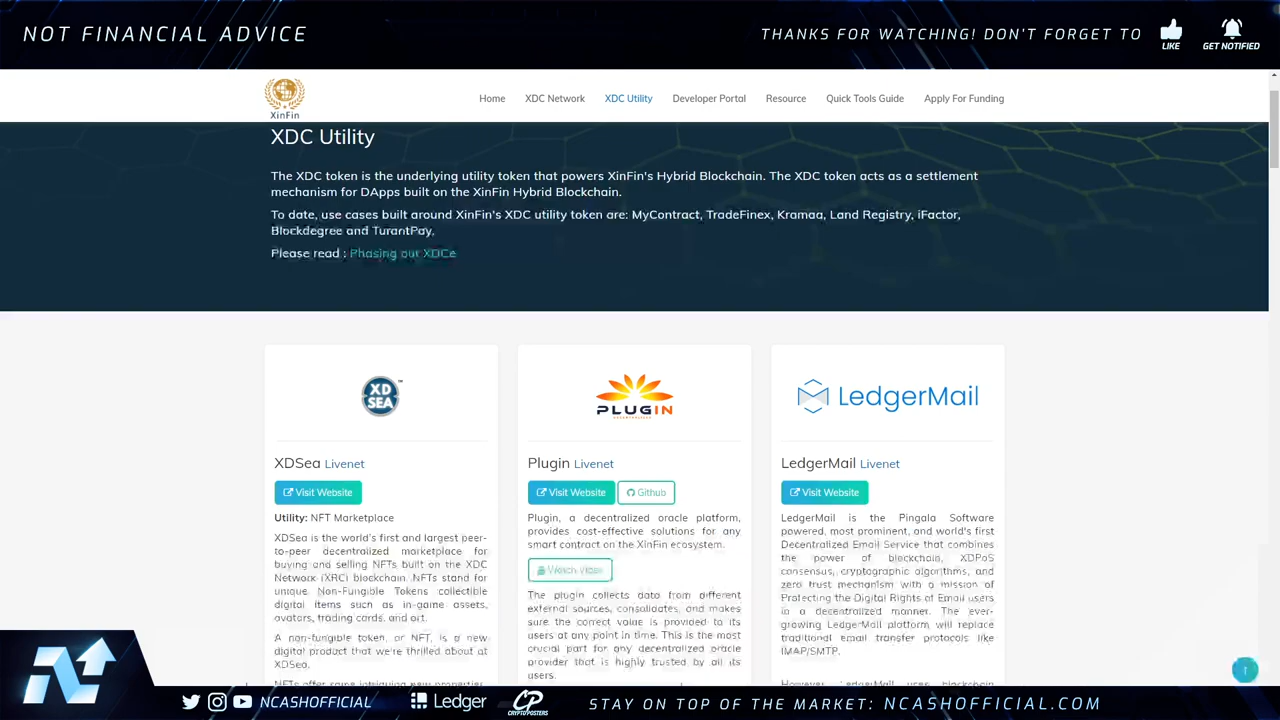 NOT FINANCIAL ADVICE
THANKS FOR WATCHING! DON'T FORGET TO
LIKE
GET NOTIFIED
XinFin
Home XDC Network XDC Utility Developer Portal Resource Quick Tools Guide Apply For Funding
XDC Utility
The XDC token is the underlying utility token that powers XinFin's Hybrid Blockchain. The XDC token acts as a settlement
mechanism for DApps built on the XinFin Hybrid Blockchain.
To date, use cases built around XinFin's XDC utility token are: MyContract, TradeFinex, Kramaa, Land Registry, iFactor,
Blockdegree and TurantPay,
Please read : Phasing out XDCe
XD
SEA
XDSea Livenet
Visit Website
Utility: NFT Marketplace
XDSea is the world's first and largest peer-
to-peer decentralized marketplace for
buying and selling NFTs built on the XDC
Network (XRC) blockchain. NFTs stand for
unique Non-Fungible Tokens collectible
digital items such as in-game assets,
avatars, trading cards, and art.
A non-fungible token, or NFT, is a new
digital product that we're thrilled about at
XDSea.
NFTs offer some intriguing new properties,
PLUGIN
Plugin Livenet
Visit Website Github
Plugin, a decentralized oracle platform,
provides cost-effective solutions for any
smart contract on the XinFin ecosystem.
Watch Video
The plugin collects data from different
external sources, consolidates, and makes
sure the correct value is provided to its
users at any point in time. This is the most
crucial part for any decentralized oracle
provider that is highly trusted by all its
users.
LedgerMail
LedgerMail Livenet
Visit Website
LedgerMail is the Pingala Software
powered, most prominent, and world's first
Decentralized Email Service that combines
the power of blockchain, XDPoS
consensus, cryptographic algorithms, and
zero trust mechanism with a mission of
Protecting the Digital Rights of Email users
in a decentralized manner. The ever-
growing LedgerMail platform will replace
traditional email transfer protocols like
IMAP/SMTP.
However, LedgerMail uses blockchain
NCASHOFFICIAL
Ledger
CP
CRYPTOPOSTERS
STAY ON TOP OF THE MARKET: NCASHOFFICIAL.COM